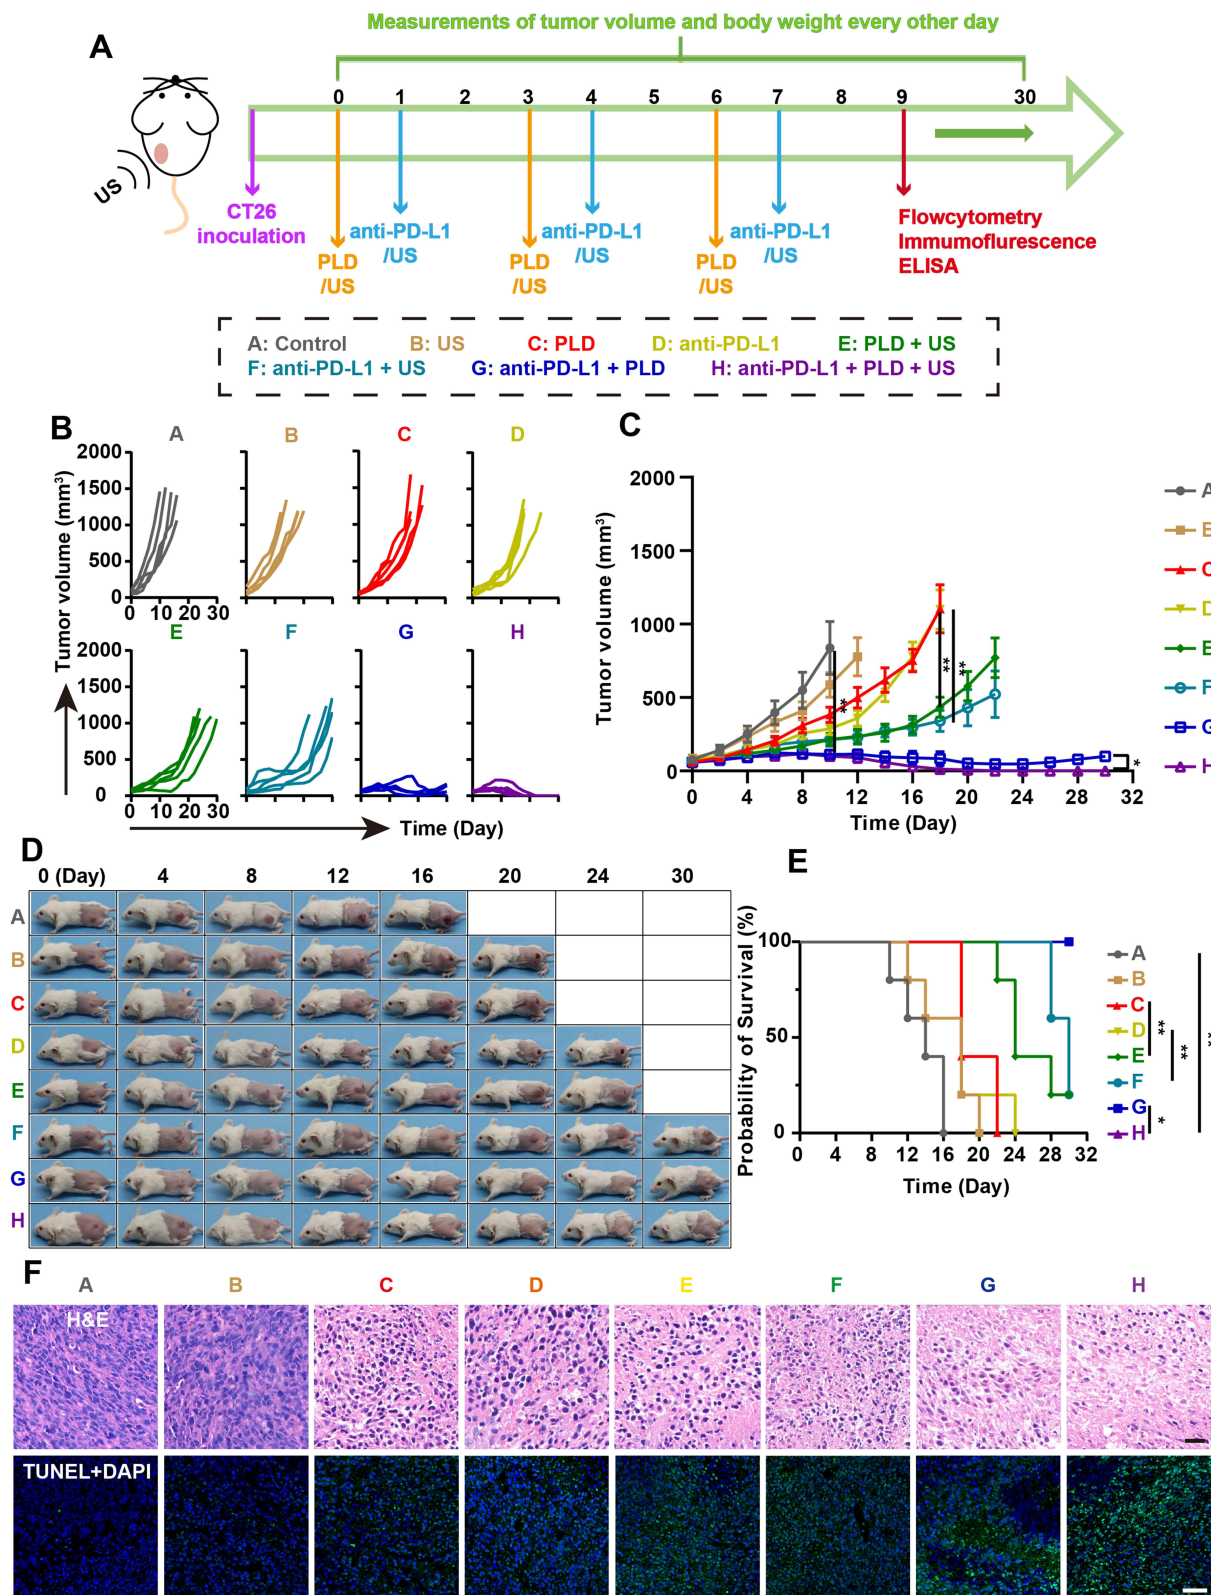 Measurements of tumor volume and body weight every other day
A
0 1 2 3 4 5 6 7 8 9 30
US
CT26
inoculation
PLD
/US
anti-PD-L1
/US
PLD
/US
anti-PD-L1
/US
PLD
/US
anti-PD-L1
/US
Flowcytometry
Immumoflurescence
ELISA
A: Control B: US C: PLD D: anti-PD-L1 E: PLD + US
F: anti-PD-L1 + US G: anti-PD-L1 + PLD H: anti-PD-L1 + PLD + US
B
A B C D
2000
1500
1000
500
0
0 10 20 30
E F G H
2000
1000
500
0
0 10 20 30
Tumor volume (mm³)
Time (Day)
C
2000
1500
1000
500
0
0 4 8 12 16 20 24 28 32
Tumor volume (mm³)
Time (Day)
**
**
**
*
A
B
C
D
F
G
H
D
0 (Day) 4 8 12 16 20 24 30
A
B
C
D
E
F
G
H
E
Probability of Survival (%)
100
50
0
0 4 8 12 16 20 24 28 32
Time (Day)
A
B
C
D
E
F
G
H
**
**
*
**
F
A B C D E F G H
H&E
TUNEL+DAPI